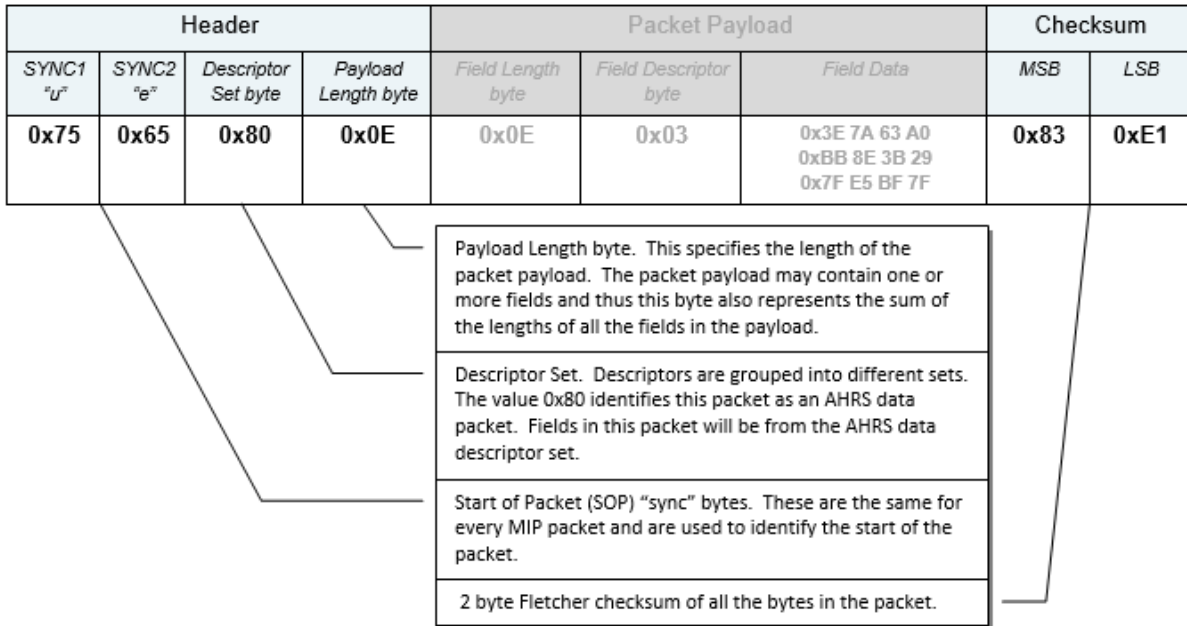 Header Packet Payload Checksum
SYNC1 "u" SYNC2 "e" Descriptor Set byte Payload Length byte Field Length byte Field Descriptor byte Field Data MSB LSB
0x75 0x65 0x80 0x0E 0x0E 0x03 0x3E 7A 63 A0 0x83 0xE1
0xBB 8E 3B 29
0x7F E5 BF 7F
Payload Length byte. This specifies the length of the
packet payload. The packet payload may contain one or
more fields and thus this byte also represents the sum of
the lengths of all the fields in the payload.
Descriptor Set. Descriptors are grouped into different sets.
The value 0x80 identifies this packet as an AHRS data
packet. Fields in this packet will be from the AHRS data
descriptor set.
Start of Packet (SOP) “sync” bytes. These are the same for
every MIP packet and are used to identify the start of the
packet.
2 byte Fletcher checksum of all the bytes in the packet.